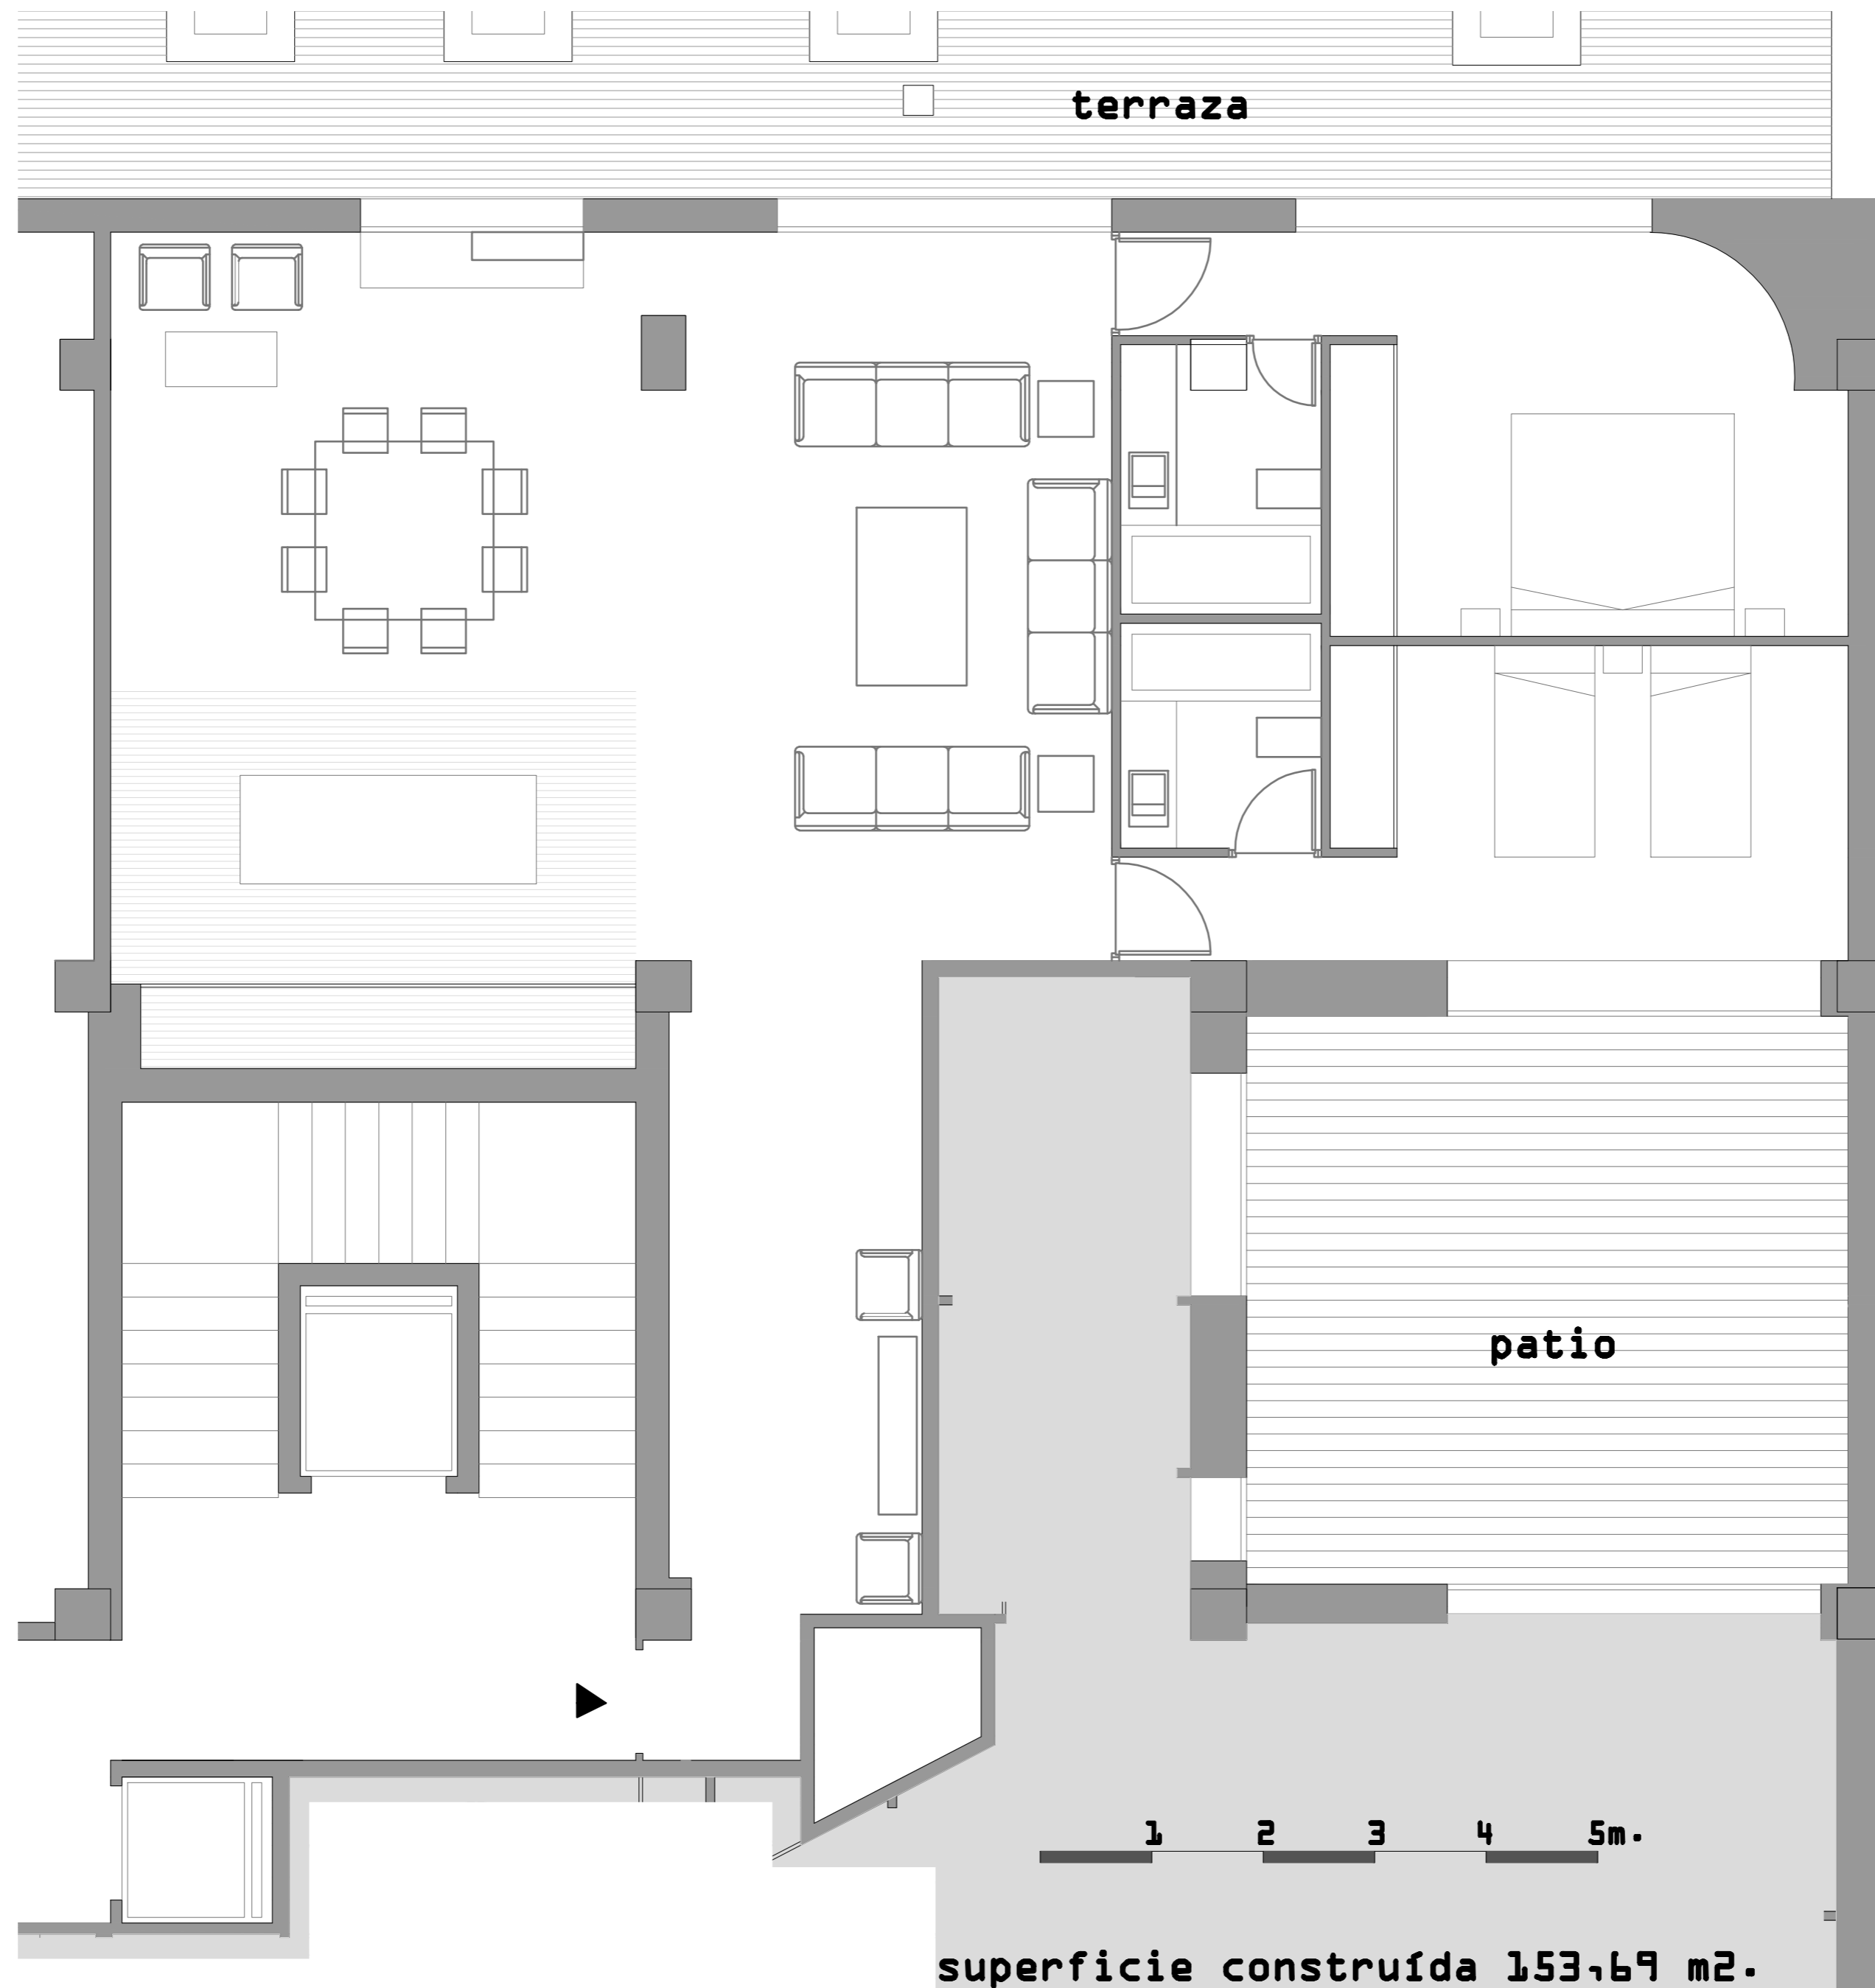 terraza
patio
1 2 3 4 5m.
superficie construída 153,69 m2.